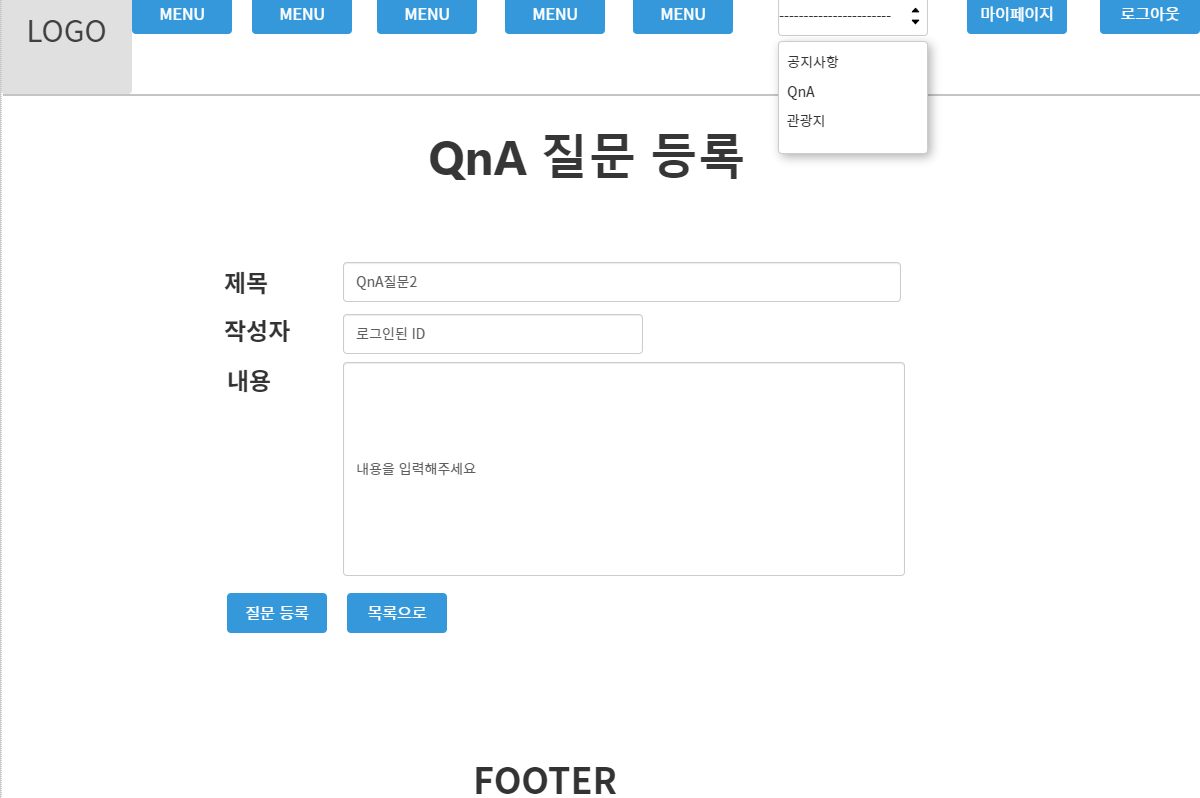 LOGO
MENU
MENU
MENU
MENU
MENU
-----------------------
마이페이지
로그아웃
공지사항
QnA
관광지
QnA 질문 등록
제목
QnA질문2
작성자
로그인된 ID
내용
내용을 입력해주세요
질문 등록
목록으로
FOOTER